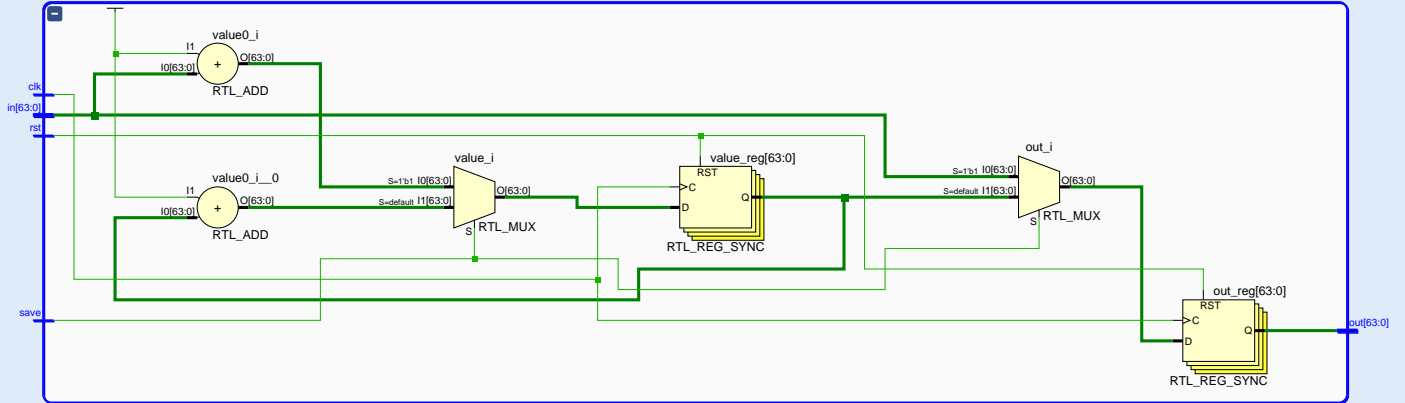 value0_i
I1
I0[63:0]
+
O[63:0]
RTL_ADD
clk
in[63:0]
rst
value0_i__0
I1
I0[63:0]
+
O[63:0]
RTL_ADD
value_i
S=1'b1 I0[63:0]
S=default I1[63:0]
O[63:0]
S
RTL_MUX
value_reg[63:0]
RST
C
D
Q
RTL_REG_SYNC
out_i
S=1'b1 I0[63:0]
S=default I1[63:0]
O[63:0]
S
RTL_MUX
save
out_reg[63:0]
RST
C
D
Q
RTL_REG_SYNC
out[63:0]